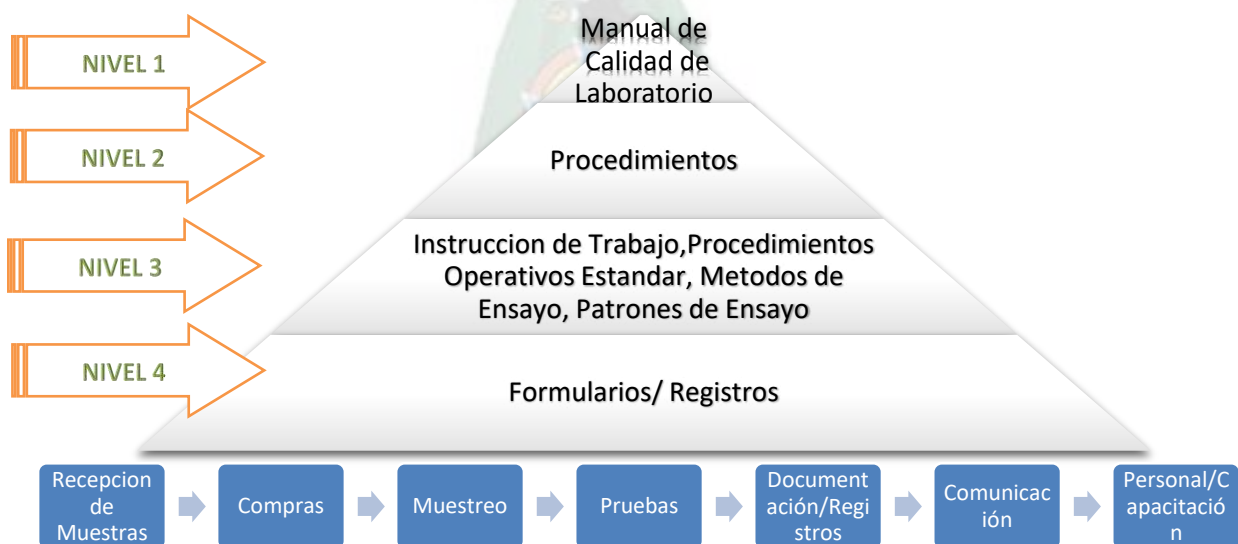 NIVEL 1
Manual de
Calidad de
Laboratorio
NIVEL 2
Procedimientos
NIVEL 3
Instruccion de Trabajo,Procedimientos
Operativos Estandar, Metodos de
Ensayo, Patrones de Ensayo
NIVEL 4
Formularios/ Registros
Recepcion
de
Muestras
Compras
Muestreo
Pruebas
Document
ación/Regi
stros
Comunicac
ión
Personal/C
apacitació
n